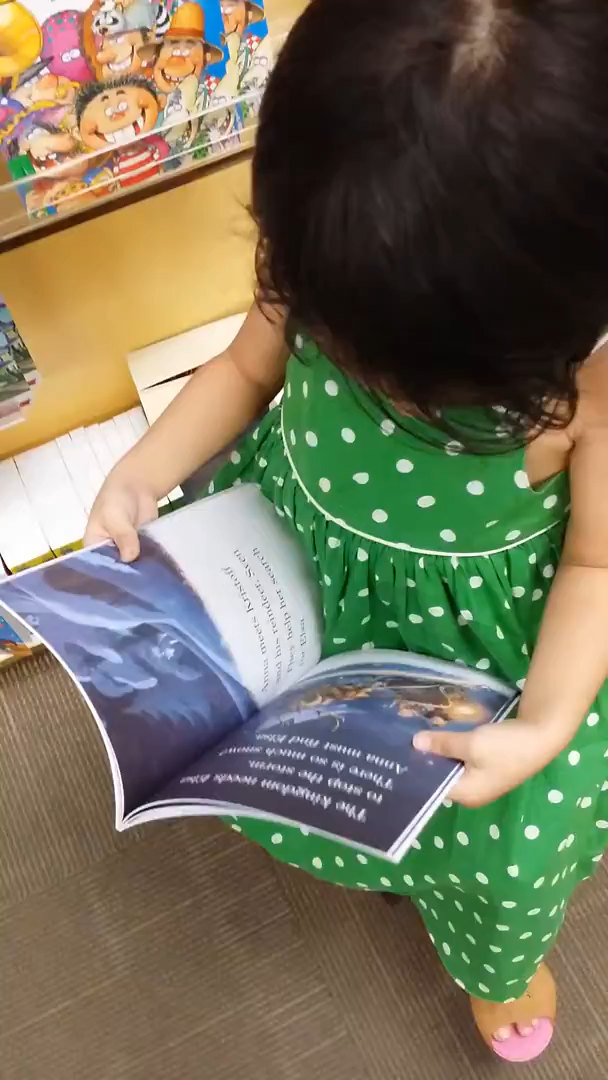 The kingdom needs Elsa
to stop the storm.
There is so much snow!
Anna must find Elsa.
Anna meets Kristoff
and his reindeer, Sven.
They help her search
for Elsa.